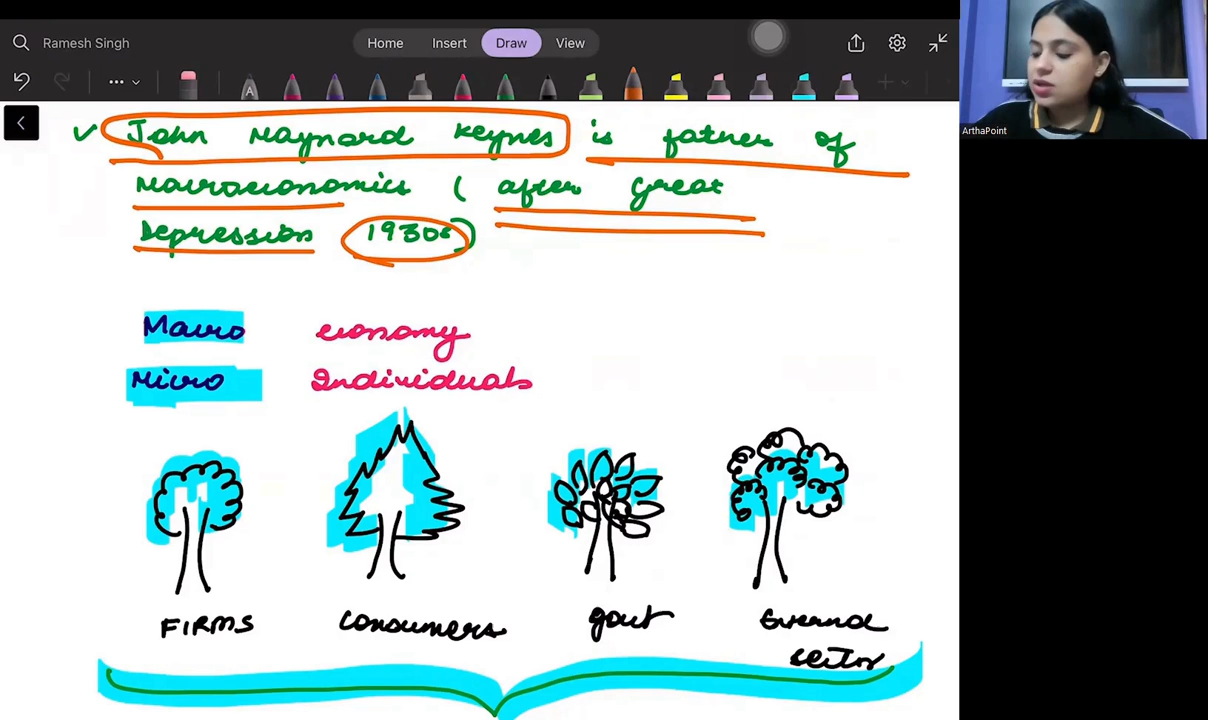 Ramesh Singh
Home Insert Draw View
A
ArthaPoint
John Maynard Keynes is father of
Macroeconomics ( after Great
Depression 1930s)
Macro economy
Micro Individuals
FIRMS consumers govt External
sector